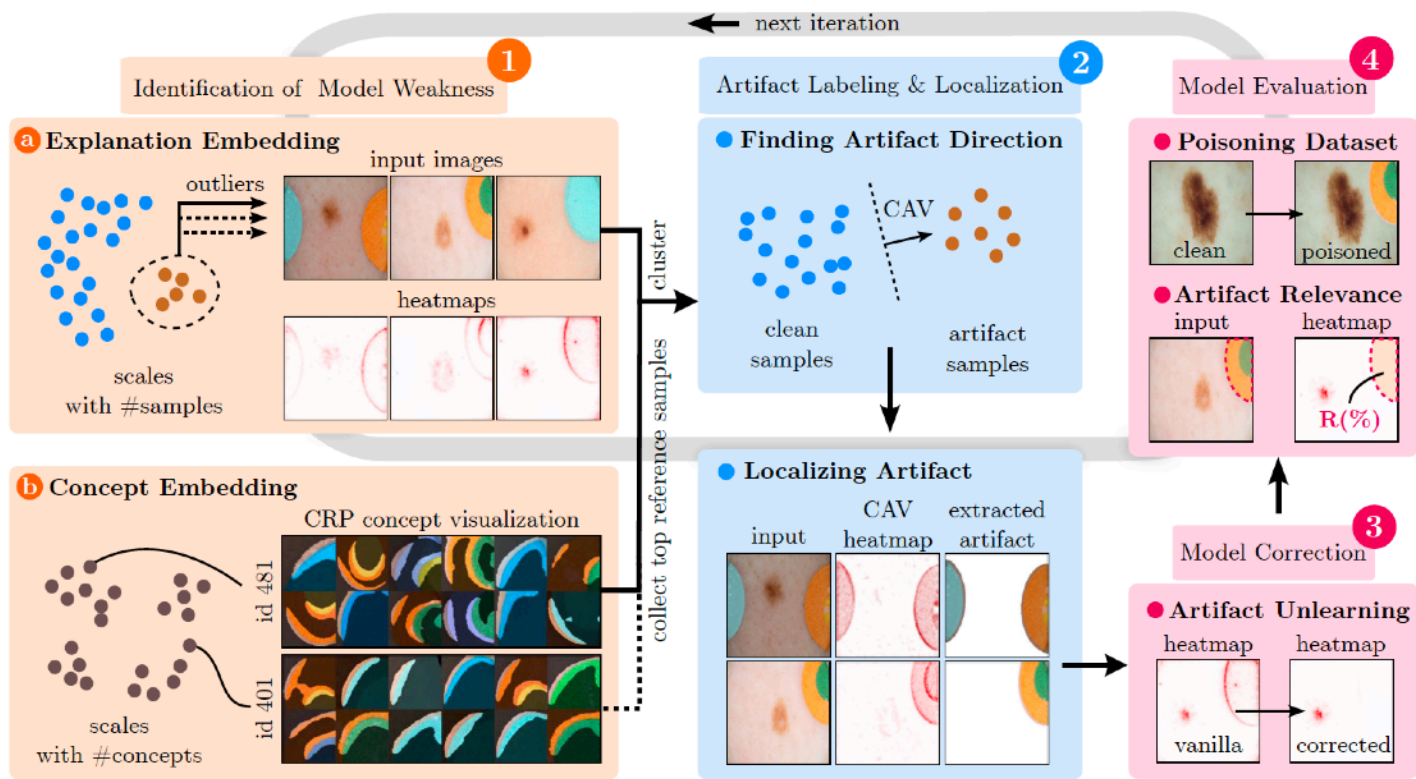 next iteration
1
Identification of Model Weakness
a Explanation Embedding
outliers
input images
heatmaps
scales
with #samples
b Concept Embedding
CRP concept visualization
id 481
id 401
scales
with #concepts
cluster
collect top reference samples
2
Artifact Labeling & Localization
Finding Artifact Direction
CAV
clean
samples
artifact
samples
Localizing Artifact
input
CAV
heatmap
extracted
artifact
4
Model Evaluation
Poisoning Dataset
clean
poisoned
Artifact Relevance
input
heatmap
R(%)
3
Model Correction
Artifact Unlearning
heatmap
heatmap
vanilla
corrected